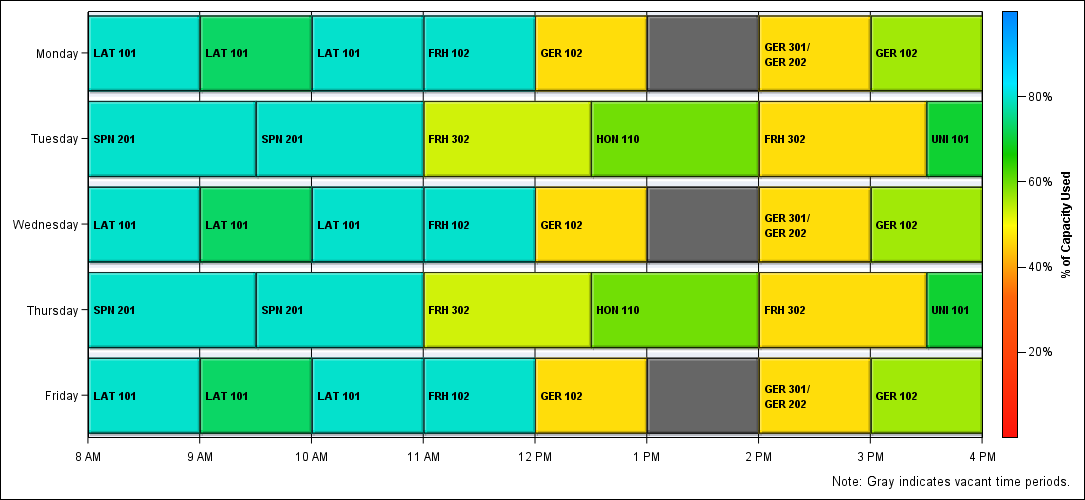 Monday
LAT 101
LAT 101
LAT 101
FRH 102
GER 102
GER 301/
GER 202
GER 102
Tuesday
SPN 201
SPN 201
FRH 302
HON 110
FRH 302
UNI 101
Wednesday
LAT 101
LAT 101
LAT 101
FRH 102
GER 102
GER 301/
GER 202
GER 102
Thursday
SPN 201
SPN 201
FRH 302
HON 110
FRH 302
UNI 101
Friday
LAT 101
LAT 101
LAT 101
FRH 102
GER 102
GER 301/
GER 202
GER 102
8 AM
9 AM
10 AM
11 AM
12 PM
1 PM
2 PM
3 PM
4 PM
80%
60%
40%
20%
% of Capacity Used
Note: Gray indicates vacant time periods.